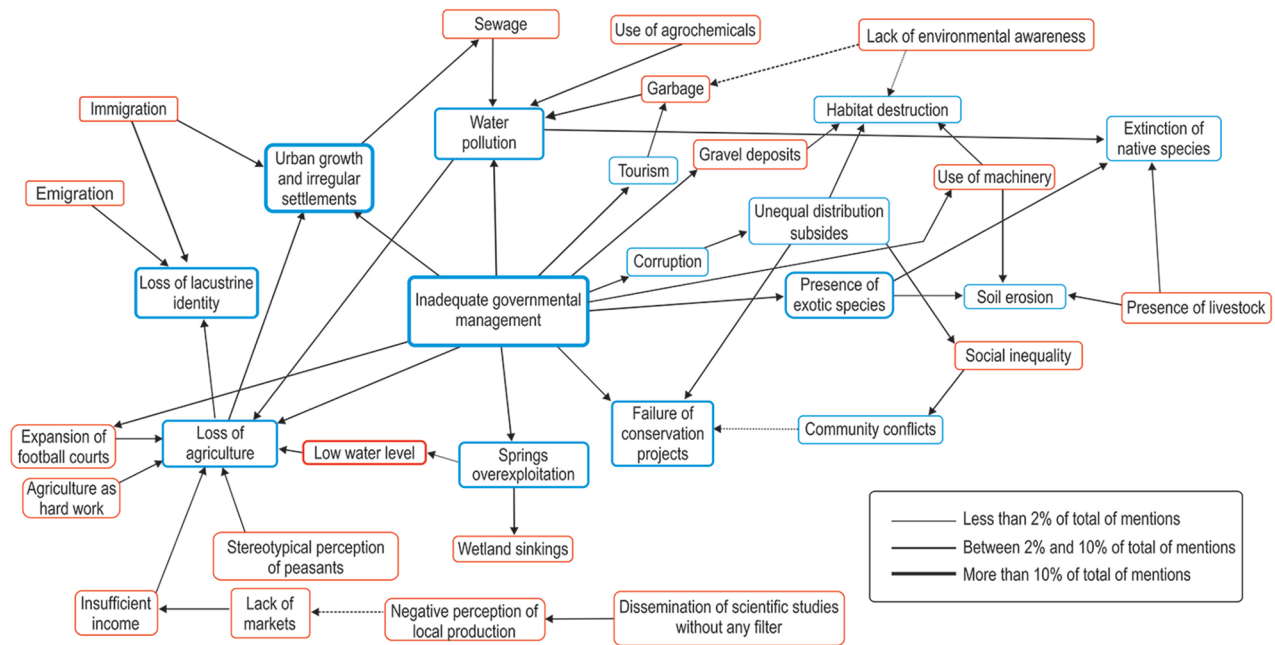 Sewage
Use of agrochemicals
Lack of environmental awareness
Immigration
Garbage
Habitat destruction
Water
pollution
Extinction of
native species
Urban growth
and irregular
settlements
Gravel deposits
Tourism
Use of machinery
Emigration
Unequal distribution
subsides
Corruption
Loss of lacustrine
identity
Inadequate governmental
management
Presence of
exotic species
Soil erosion
Presence of livestock
Social inequality
Expansion of
football courts
Loss of
agriculture
Low water level
Springs
overexploitation
Failure of
conservation
projects
Community conflicts
Agriculture as
hard work
Stereotypical perception
of peasants
Wetland sinkings
Less than 2% of total of mentions
Between 2% and 10% of total of mentions
More than 10% of total of mentions
Insufficient
income
Lack of
markets
Negative perception of
local production
Dissemination of scientific studies
without any filter